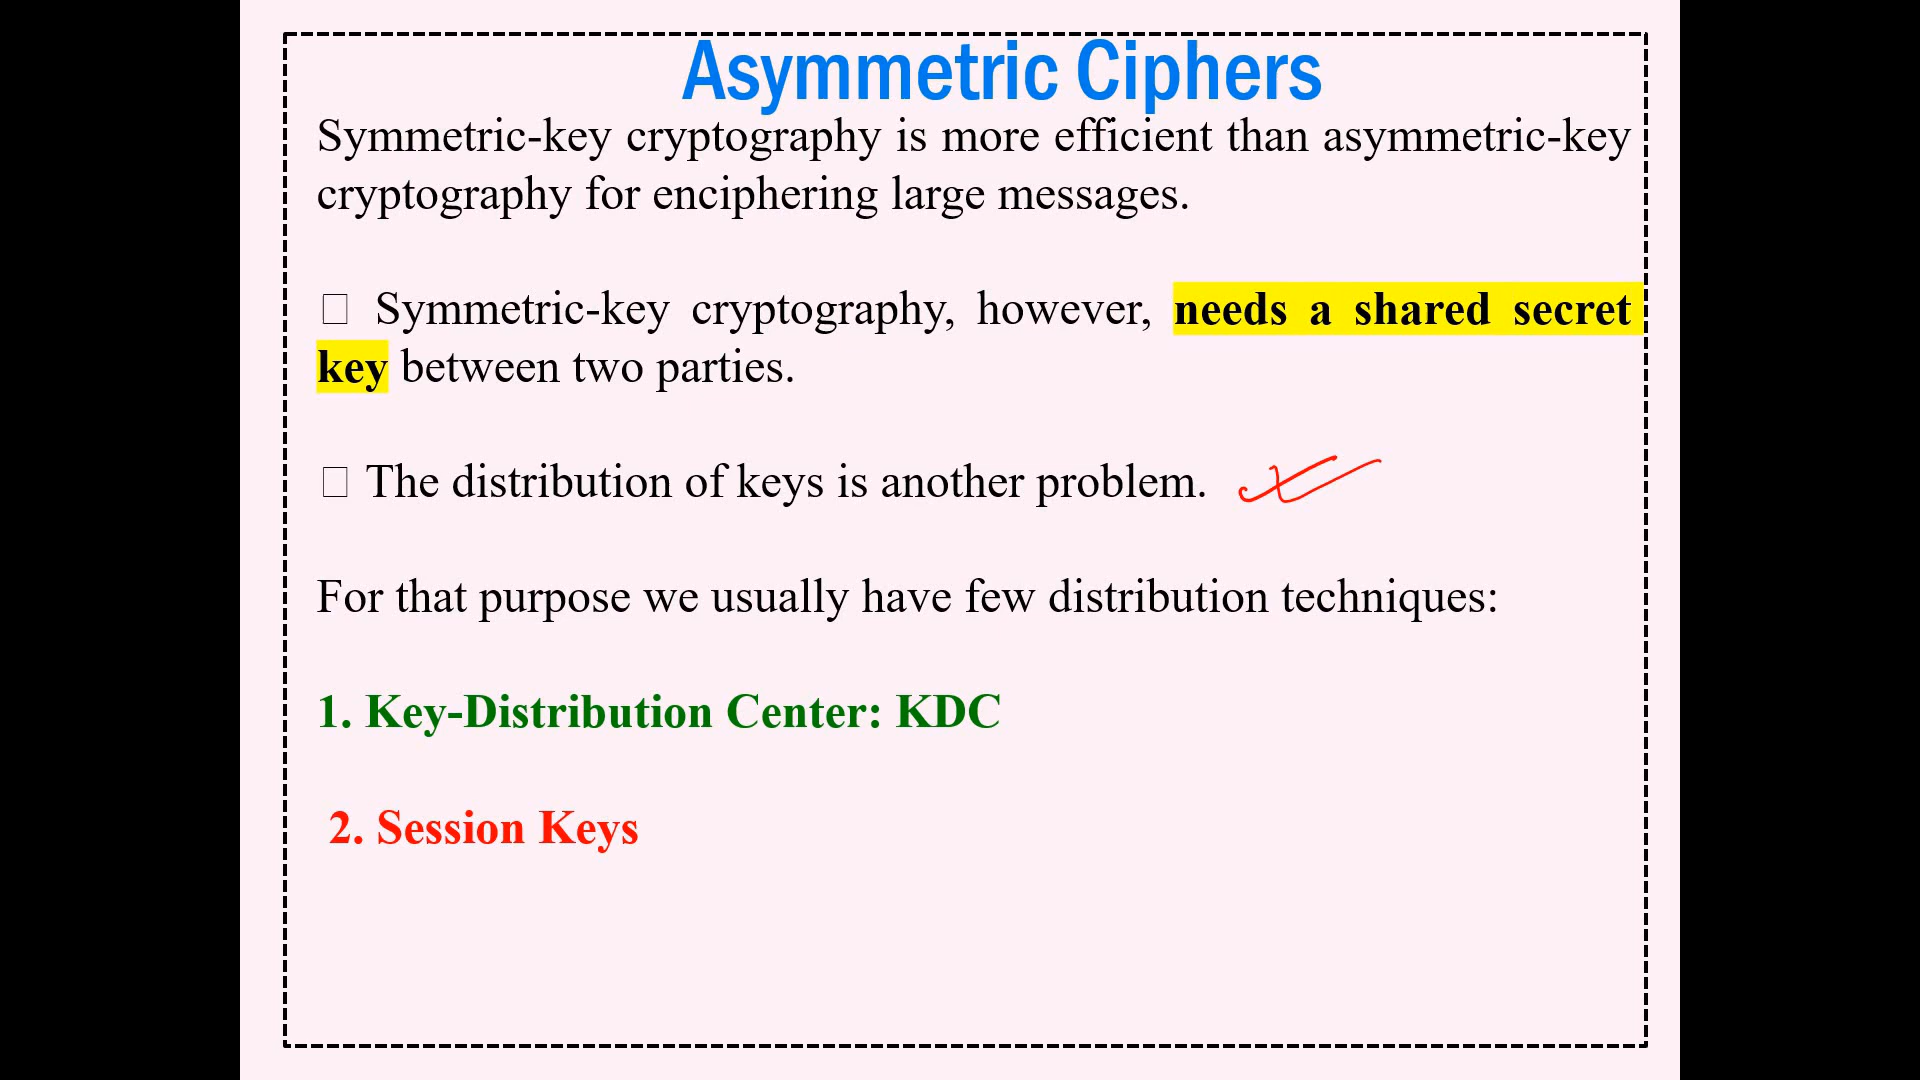 Asymmetric Ciphers
Symmetric-key cryptography is more efficient than asymmetric-key
cryptography for enciphering large messages.
□ Symmetric-key cryptography, however, needs a shared secret
key between two parties.
□ The distribution of keys is another problem.
For that purpose we usually have few distribution techniques:
1. Key-Distribution Center: KDC
2. Session Keys